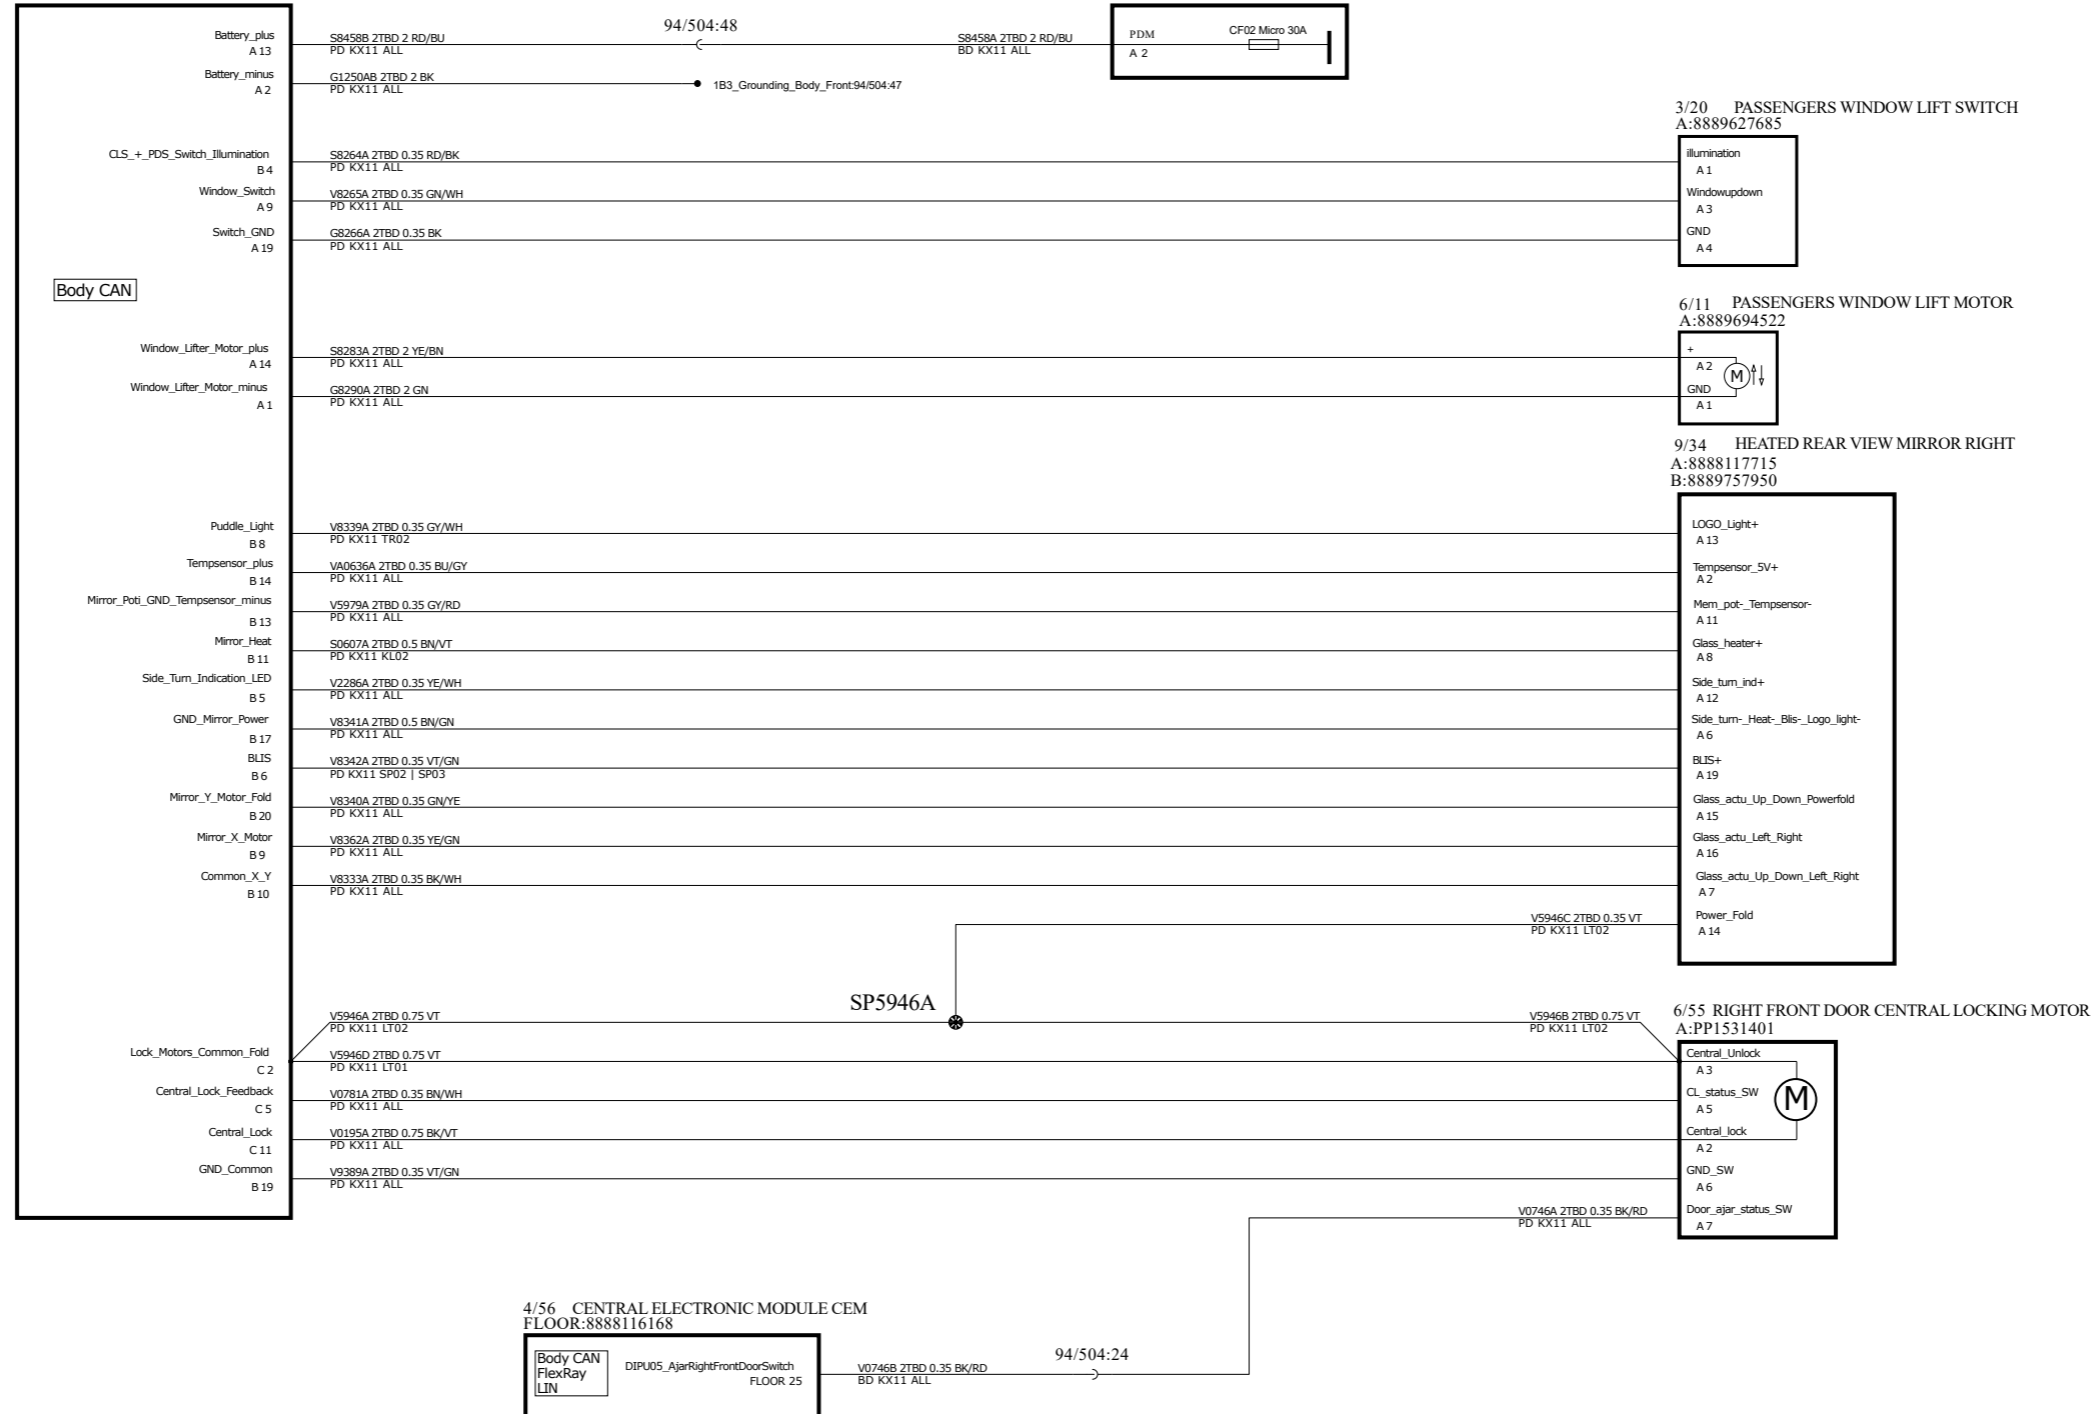 Battery_plus
A 13
S8458B 2TBD 2 RD/BU
PD KX11 ALL
94/504:48
S8458A 2TBD 2 RD/BU
BD KX11 ALL
PDM
A 2
CF02 Micro 30A
Battery_minus
A 2
G1250AB 2TBD 2 BK
PD KX11 ALL
1B3_Grounding_Body_Front:94/504:47
3/20 PASSENGERS WINDOW LIFT SWITCH
A:8889627685
CLS_+_PDS_Switch_Illumination
B 4
S8264A 2TBD 0.35 RD/BK
PD KX11 ALL
illumination
A 1
Window_Switch
A 9
V8265A 2TBD 0.35 GN/WH
PD KX11 ALL
Windowupdown
A 3
Switch_GND
A 19
G8266A 2TBD 0.35 BK
PD KX11 ALL
GND
A 4
Body CAN
6/11 PASSENGERS WINDOW LIFT MOTOR
A:8889694522
Window_Lifter_Motor_plus
A 14
S8283A 2TBD 2 YE/BN
PD KX11 ALL
+
A 2
M
Window_Lifter_Motor_minus
A 1
G8290A 2TBD 2 GN
PD KX11 ALL
GND
A 1
9/34 HEATED REAR VIEW MIRROR RIGHT
A:8888117715
B:8889757950
Puddle_Light
B 8
V8339A 2TBD 0.35 GY/WH
PD KX11 TR02
LOGO_Light+
A 13
Tempsensor_plus
B 14
VA0636A 2TBD 0.35 BU/GY
PD KX11 ALL
Tempsensor_5V+
A 2
Mirror_Poti_GND_Tempsensor_minus
B 13
V5979A 2TBD 0.35 GY/RD
PD KX11 ALL
Mem_pot-_Tempsensor-
A 11
Mirror_Heat
B 11
S0607A 2TBD 0.5 BN/VT
PD KX11 KL02
Glass_heater+
A 8
Side_Turn_Indication_LED
B 5
V2286A 2TBD 0.35 YE/WH
PD KX11 ALL
Side_turn_ind+
A 12
GND_Mirror_Power
B 17
V8341A 2TBD 0.5 BN/GN
PD KX11 ALL
Side_turn-_Heat-_Blis-_Logo_light-
A 6
BLIS
B 6
V8342A 2TBD 0.35 VT/GN
PD KX11 SP02 | SP03
BLIS+
A 19
Mirror_Y_Motor_Fold
B 20
V8340A 2TBD 0.35 GN/YE
PD KX11 ALL
Glass_actu_Up_Down_Powerfold
A 15
Mirror_X_Motor
B 9
V8362A 2TBD 0.35 YE/GN
PD KX11 ALL
Glass_actu_Left_Right
A 16
Common_X_Y
B 10
V8333A 2TBD 0.35 BK/WH
PD KX11 ALL
Glass_actu_Up_Down_Left_Right
A 7
V5946C 2TBD 0.35 VT
PD KX11 LT02
Power_Fold
A 14
SP5946A
V5946A 2TBD 0.75 VT
PD KX11 LT02
V5946B 2TBD 0.75 VT
PD KX11 LT02
6/55 RIGHT FRONT DOOR CENTRAL LOCKING MOTOR
A:PP1531401
Lock_Motors_Common_Fold
C 2
V5946D 2TBD 0.75 VT
PD KX11 LT01
Central_Unlock
A 3
Central_Lock_Feedback
C 5
V0781A 2TBD 0.35 BN/WH
PD KX11 ALL
CL_status_SW
A 5
M
Central_Lock
C 11
V0195A 2TBD 0.75 BK/VT
PD KX11 ALL
Central_lock
A 2
GND_Common
B 19
V9389A 2TBD 0.35 VT/GN
PD KX11 ALL
GND_SW
A 6
V0746A 2TBD 0.35 BK/RD
PD KX11 ALL
Door_ajar_status_SW
A 7
4/56 CENTRAL ELECTRONIC MODULE CEM
FLOOR:8888116168
Body CAN
FlexRay
LIN
DIPU05_AjarRightFrontDoorSwitch
FLOOR 25
V0746B 2TBD 0.35 BK/RD
BD KX11 ALL
94/504:24